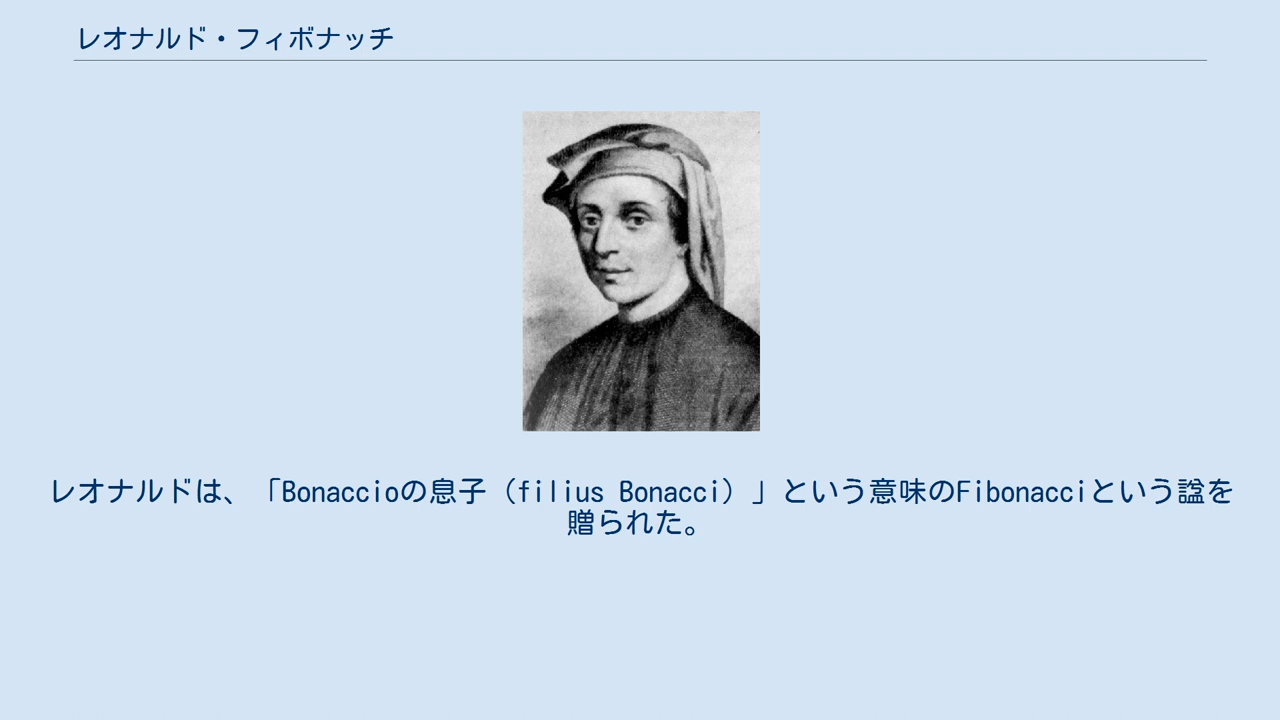 レオナルド・フィボナッチ
レオナルドは、「Bonaccioの息子（filius Bonacci）」という意味のFibonacciという諡を
贈られた。